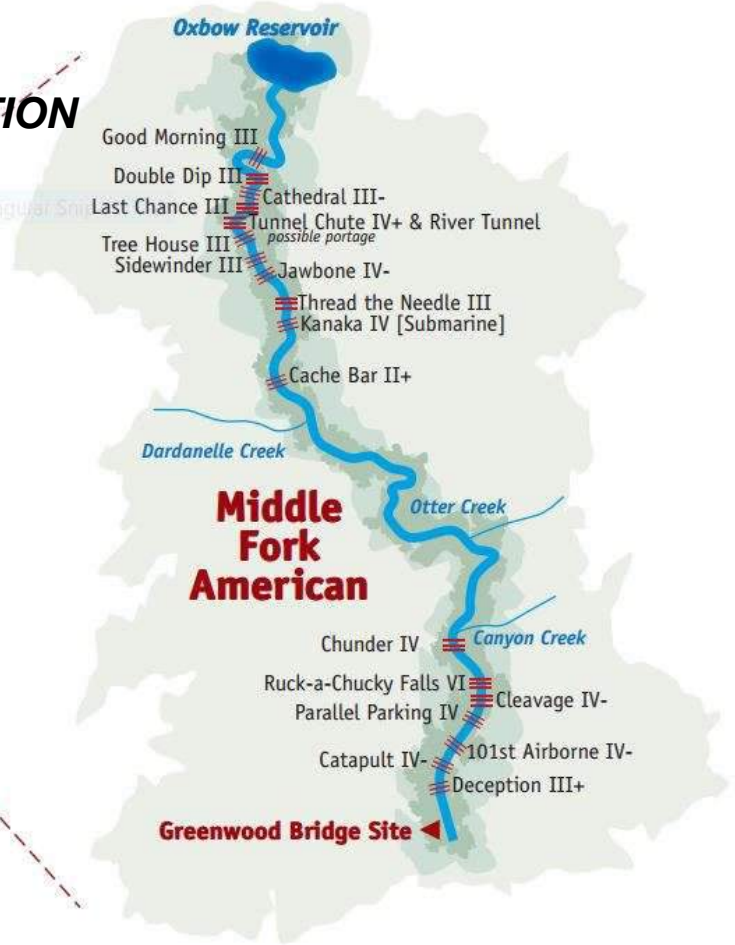 Oxbow Reservoir
TION
Good Morning III
Double Dip III
Cathedral III-
Last Chance III
Tunnel Chute IV+ & River Tunnel
possible portage
Tree House III
Sidewinder III
Jawbone IV-
Thread the Needle III
Kanaka IV [Submarine]
Cache Bar II+
Dardanelle Creek
Middle
Fork
American
Otter Creek
Chunder IV
Canyon Creek
Ruck-a-Chucky Falls VI
Cleavage IV-
Parallel Parking IV
101st Airborne IV-
Catapult IV-
Deception III+
Greenwood Bridge Site